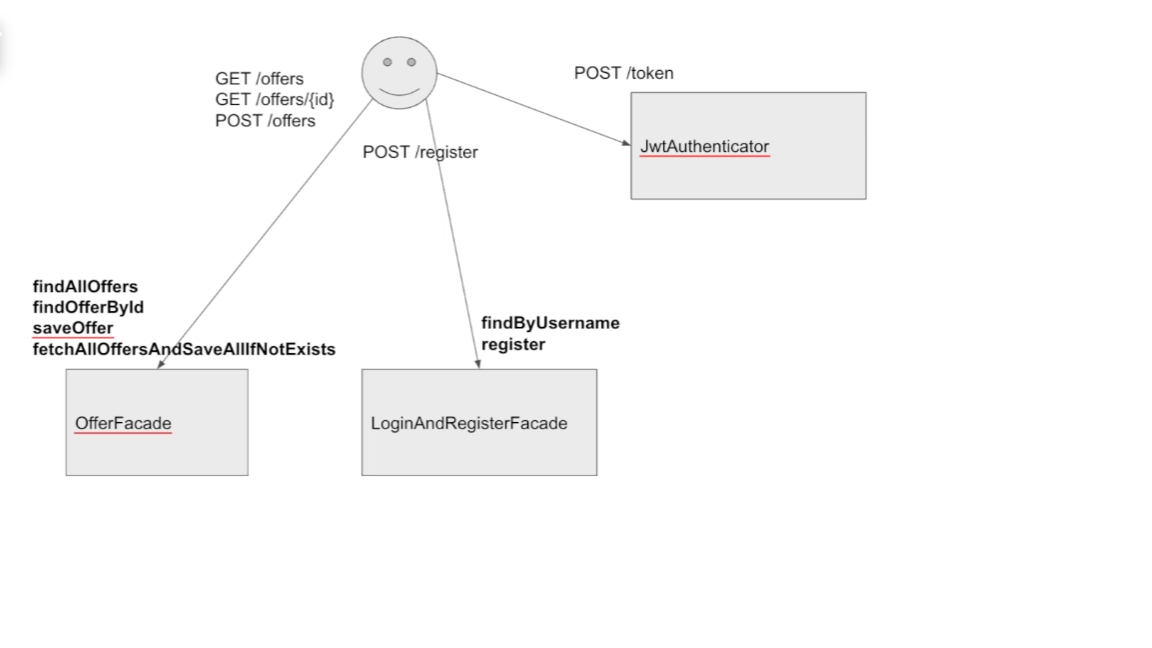 GET /offers
GET /offers/{id}
POST /offers
POST /token
JwtAuthenticator
POST /register
findAllOffers
findOfferById
saveOffer
fetchAllOffersAndSaveAllIfNotExists
findByUsername
register
OfferFacade
LoginAndRegisterFacade